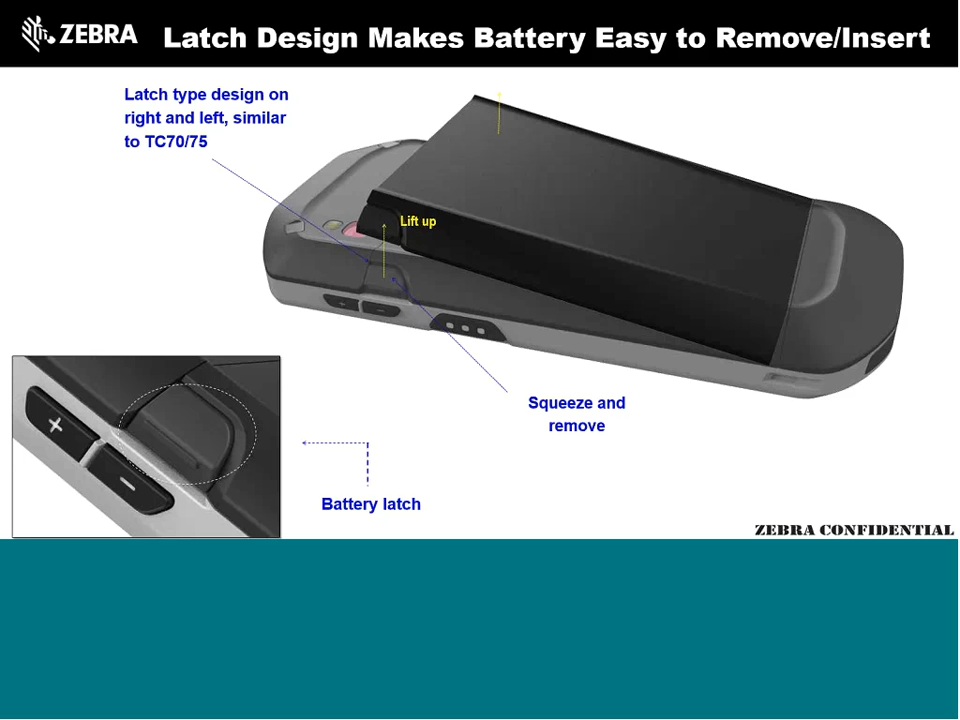 ZEBRA Latch Design Makes Battery Easy to Remove/Insert
Latch type design on
right and left, similar
to TC70/75
Lift up
Squeeze and
remove
+
-
Battery latch
ZEBRA CONFIDENTIAL